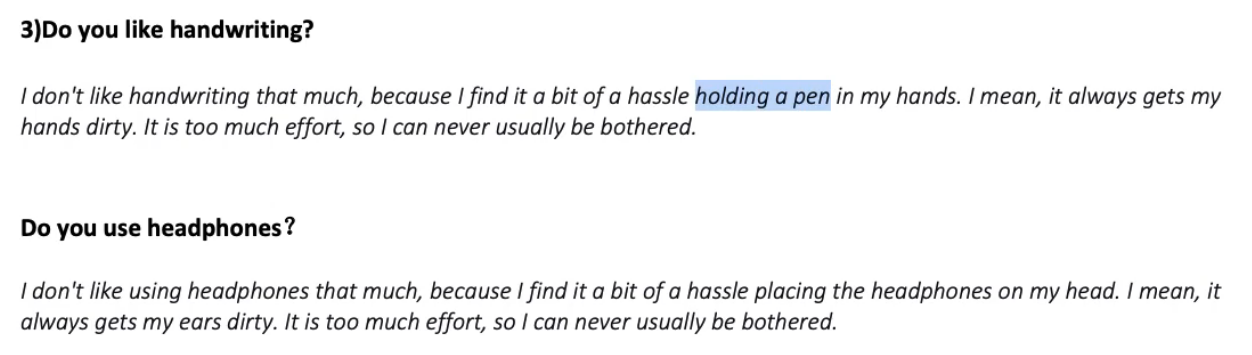 3)Do you like handwriting?
I don't like handwriting that much, because I find it a bit of a hassle holding a pen in my hands. I mean, it always gets my
hands dirty. It is too much effort, so I can never usually be bothered.
Do you use headphones？
I don't like using headphones that much, because I find it a bit of a hassle placing the headphones on my head. I mean, it
always gets my ears dirty. It is too much effort, so I can never usually be bothered.